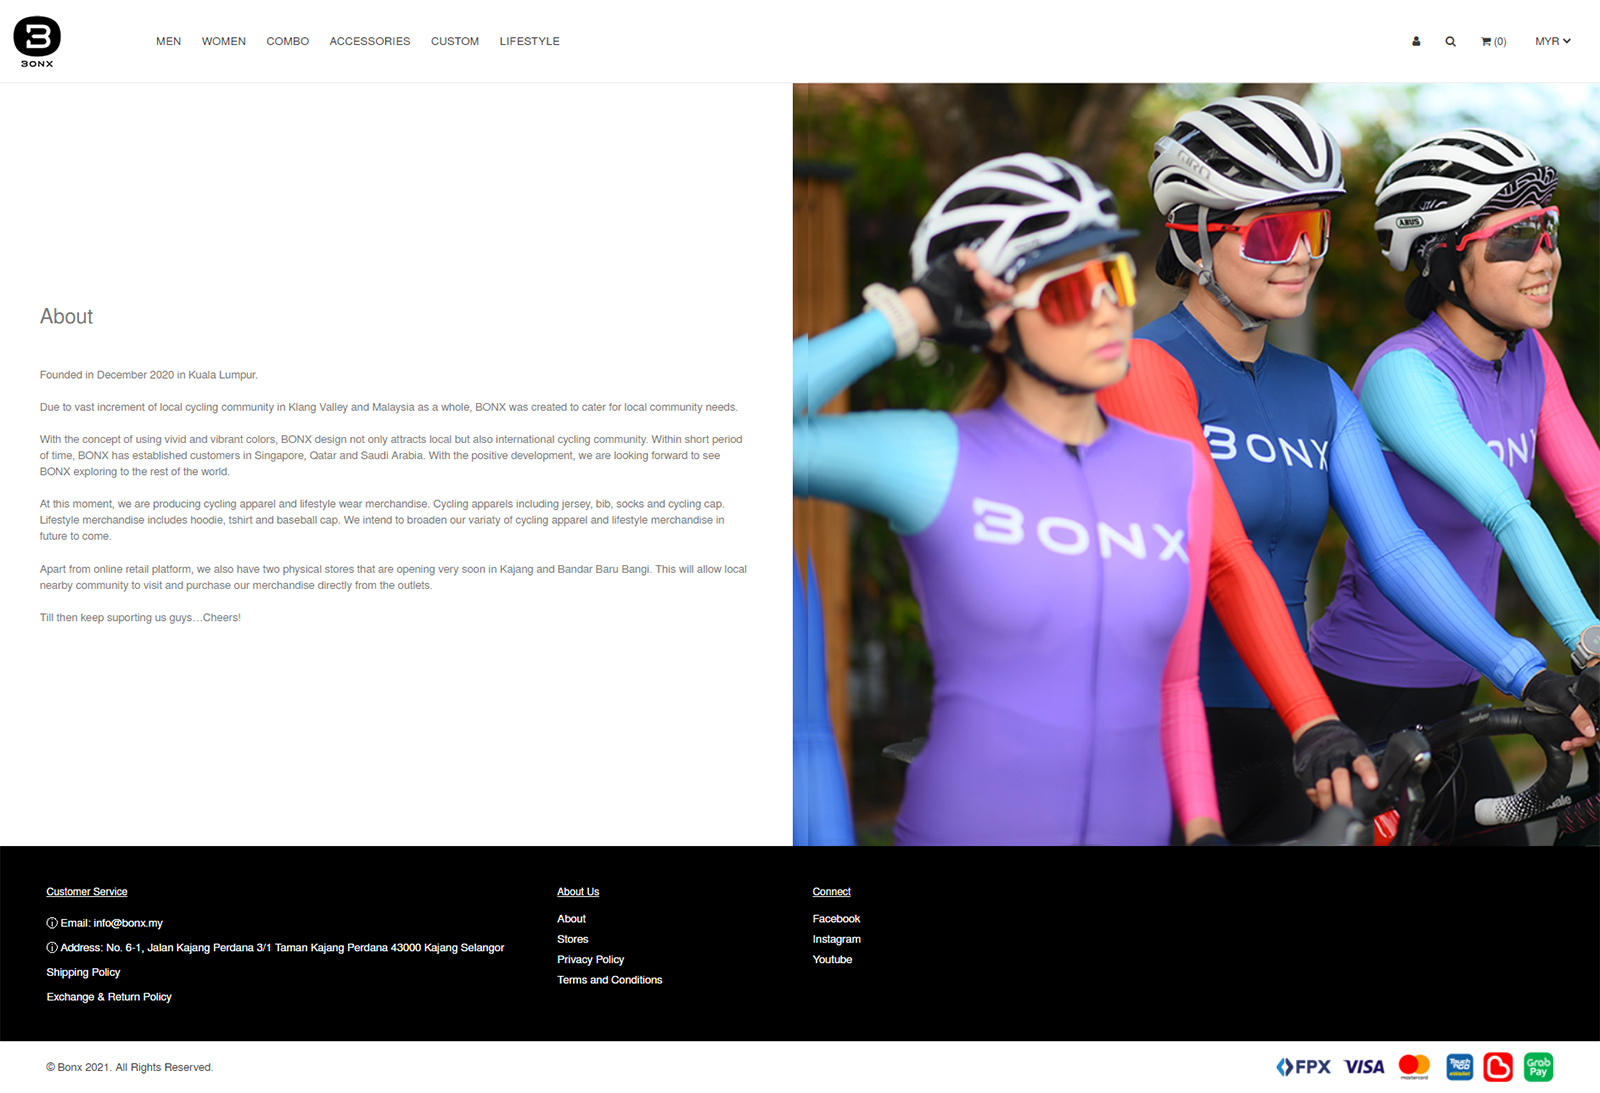 BONX
MEN WOMEN COMBO ACCESSORIES CUSTOM LIFESTYLE
(0) MYR
About
Founded in December 2020 in Kuala Lumpur.
Due to vast increment of local cycling community in Klang Valley and Malaysia as a whole, BONX was created to cater for local community needs.
With the concept of using vivid and vibrant colors, BONX design not only attracts local but also international cycling community. Within short period
of time, BONX has established customers in Singapore, Qatar and Saudi Arabia. With the positive development, we are looking forward to see
BONX exploring to the rest of the world.
At this moment, we are producing cycling apparel and lifestyle wear merchandise. Cycling apparels including jersey, bib, socks and cycling cap.
Lifestyle merchandise includes hoodie, tshirt and baseball cap. We intend to broaden our variaty of cycling apparel and lifestyle merchandise in
future to come.
Apart from online retail platform, we also have two physical stores that are opening very soon in Kajang and Bandar Baru Bangi. This will allow local
nearby community to visit and purchase our merchandise directly from the outlets.
Till then keep suporting us guys…Cheers!
GIRO
ABUS
BONX
BONX
ONX
Customer Service
Email: info@bonx.my
Address: No. 6-1, Jalan Kajang Perdana 3/1 Taman Kajang Perdana 43000 Kajang Selangor
Shipping Policy
Exchange & Return Policy
About Us
About
Stores
Privacy Policy
Terms and Conditions
Connect
Facebook
Instagram
Youtube
© Bonx 2021. All Rights Reserved.
FPX VISA mastercard Touch 'n GO eWallet Grab Pay